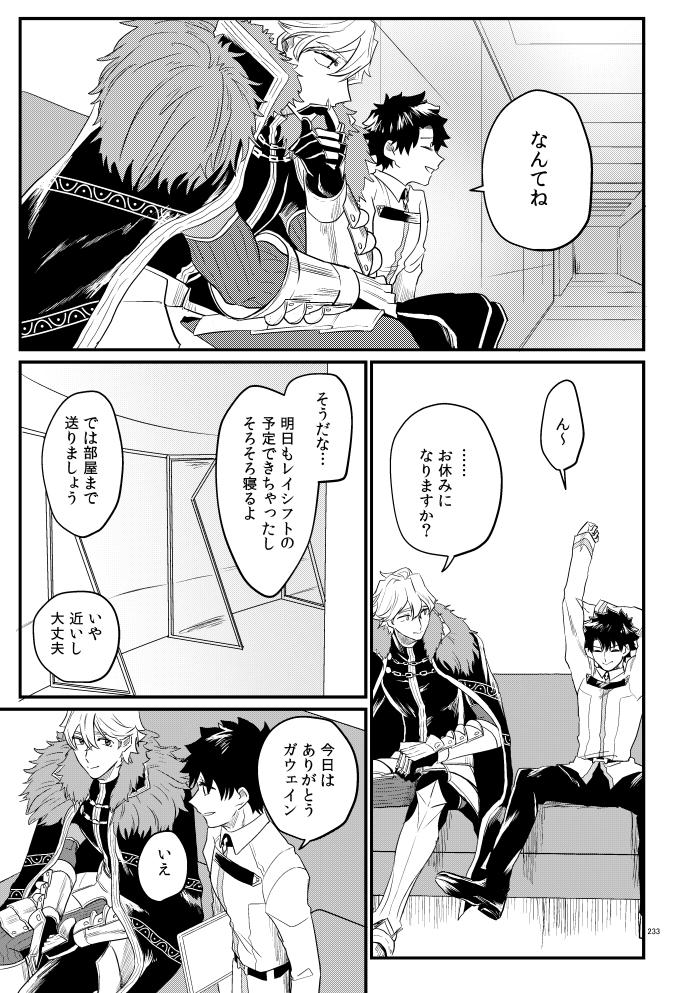 なんてね
ん～
……
お休みに
なりますか？
そうだな…
明日もレイシフトの
予定できちゃったし
そろそろ寝るよ
では部屋まで
送りましょう
いや
近いし
大丈夫
今日は
ありがとう
ガウェイン
いえ
233